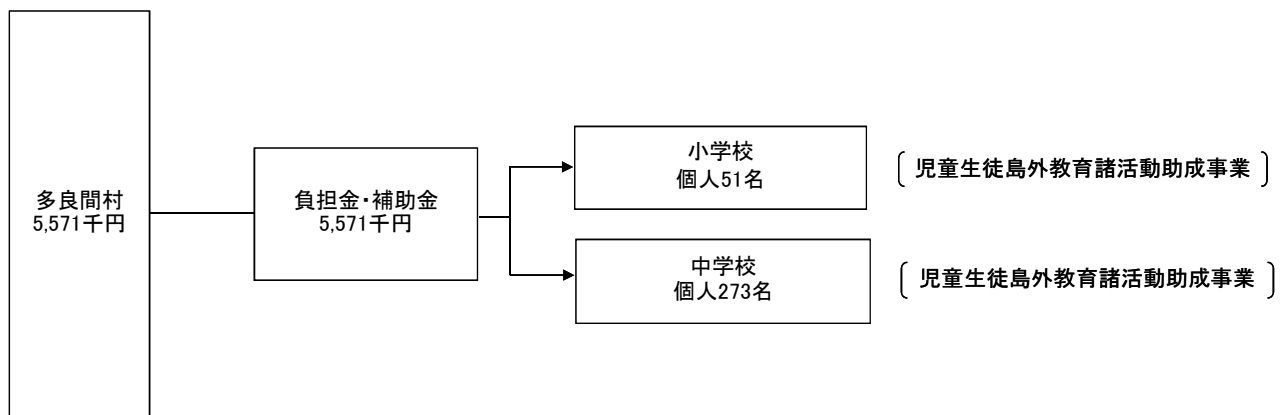 多良間村
5,571千円
負担金・補助金
5,571千円
小学校
個人51名
児童生徒島外教育諸活動助成事業
中学校
個人273名
児童生徒島外教育諸活動助成事業